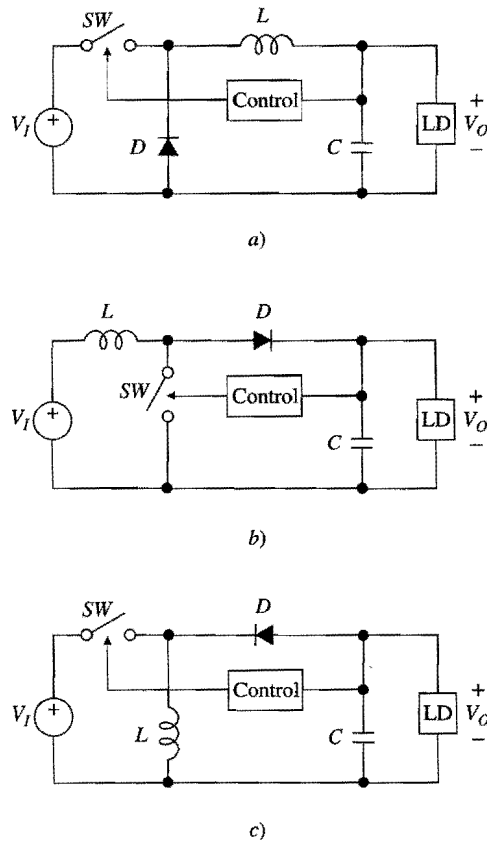 SW
L
V_I
+
D
Control
C
LD
+
V_O
−
a)
L
D
V_I
+
SW
Control
C
LD
+
V_O
−
b)
SW
D
V_I
+
L
Control
C
LD
+
V_O
−
c)